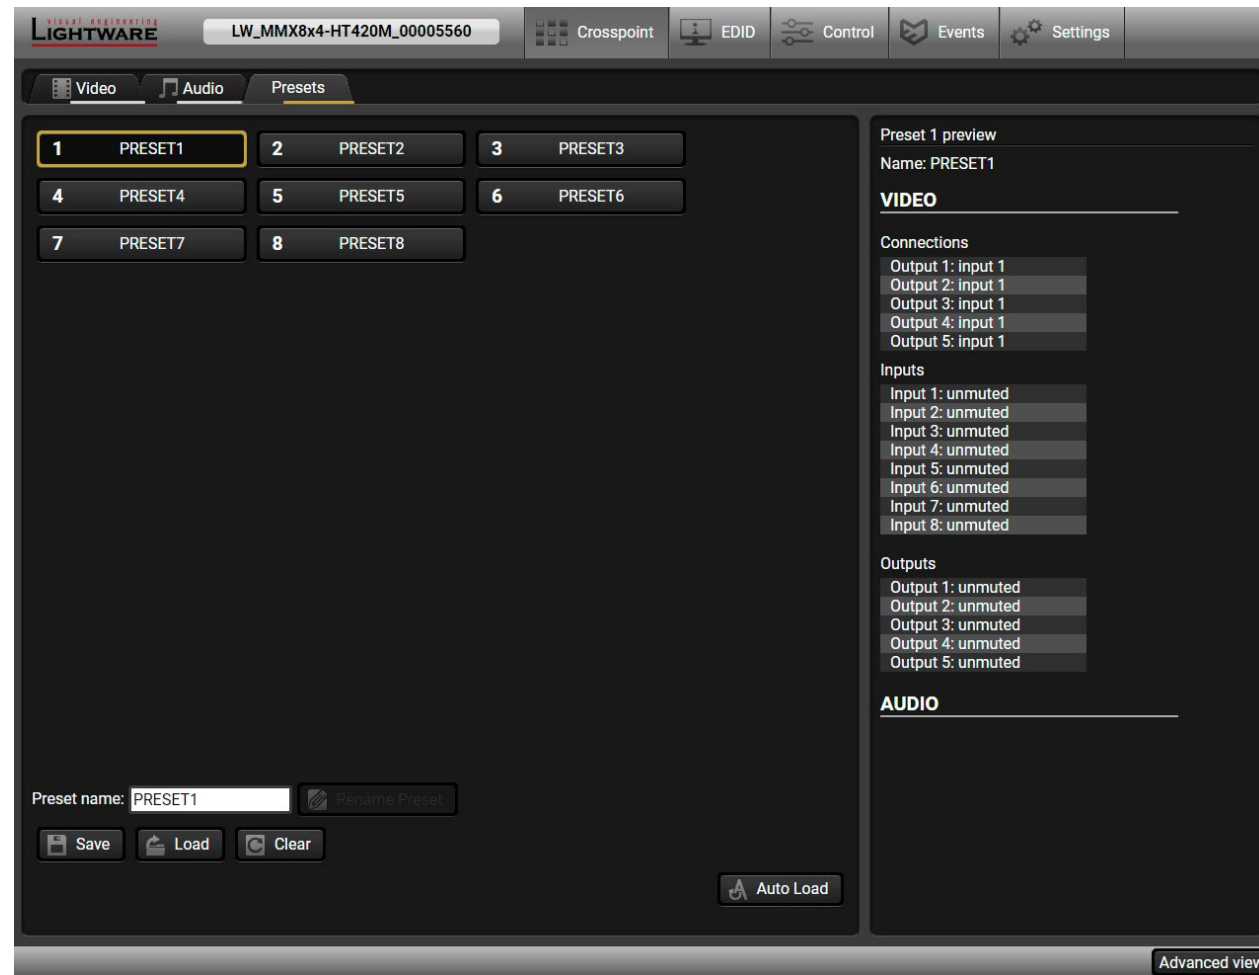 visual engineering
LIGHTWARE
LW_MMX8x4-HT420M_00005560
Crosspoint
EDID
Control
Events
Settings
Video
Audio
Presets
1 PRESET1
2 PRESET2
3 PRESET3
4 PRESET4
5 PRESET5
6 PRESET6
7 PRESET7
8 PRESET8
Preset name: PRESET1
Rename Preset
Save
Load
Clear
Auto Load
Preset 1 preview
Name: PRESET1
VIDEO
Connections
Output 1: input 1
Output 2: input 1
Output 3: input 1
Output 4: input 1
Output 5: input 1
Inputs
Input 1: unmuted
Input 2: unmuted
Input 3: unmuted
Input 4: unmuted
Input 5: unmuted
Input 6: unmuted
Input 7: unmuted
Input 8: unmuted
Outputs
Output 1: unmuted
Output 2: unmuted
Output 3: unmuted
Output 4: unmuted
Output 5: unmuted
AUDIO
Advanced view